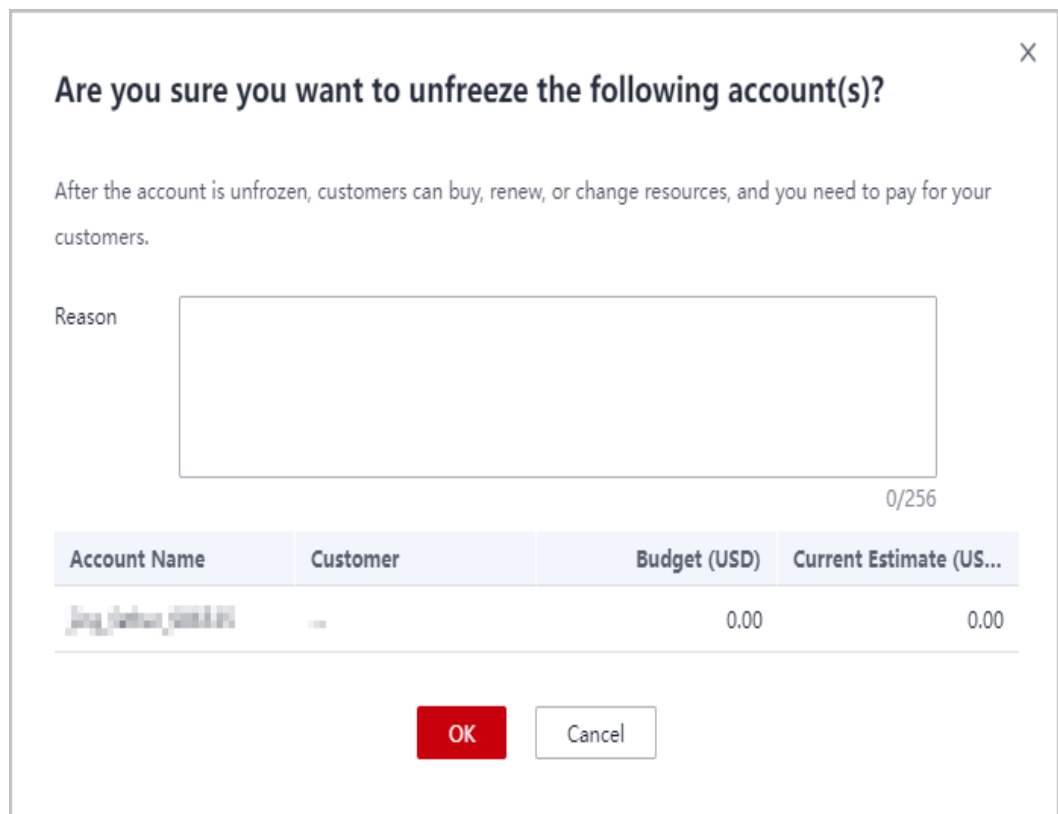 Are you sure you want to unfreeze the following account(s)?
After the account is unfrozen, customers can buy, renew, or change resources, and you need to pay for your
customers.
Reason
0/256
Account Name Customer Budget (USD) Current Estimate (US...
-- 0.00 0.00
OK Cancel